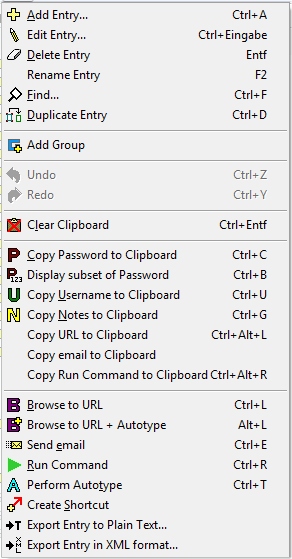 Add Entry... Ctrl+A
Edit Entry... Ctrl+Eingabe
Delete Entry Entf
Rename Entry F2
Find... Ctrl+F
Duplicate Entry Ctrl+D
Add Group
Undo Ctrl+Z
Redo Ctrl+Y
Clear Clipboard Ctrl+Entf
P Copy Password to Clipboard Ctrl+C
P123 Display subset of Password Ctrl+B
U Copy Username to Clipboard Ctrl+U
N Copy Notes to Clipboard Ctrl+G
Copy URL to Clipboard Ctrl+Alt+L
Copy email to Clipboard
Copy Run Command to Clipboard Ctrl+Alt+R
B Browse to URL Ctrl+L
B Browse to URL + Autotype Alt+L
Send email Ctrl+E
Run Command Ctrl+R
A Perform Autotype Ctrl+T
Create Shortcut
T Export Entry to Plain Text...
X Export Entry in XML format...